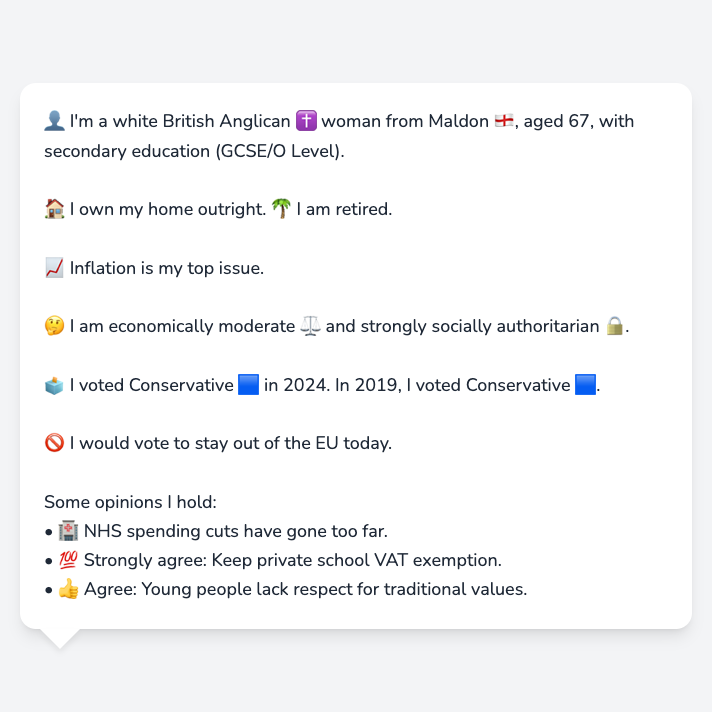 👤 I'm a white British Anglican ✝️ woman from Maldon 🏴󠁧󠁢󠁥󠁮󠁧󠁿, aged 67, with
secondary education (GCSE/O Level).
🏠 I own my home outright. 🌴 I am retired.
📈 Inflation is my top issue.
🤔 I am economically moderate ⚖️ and strongly socially authoritarian 🔒.
🗳️ I voted Conservative 🟦 in 2024. In 2019, I voted Conservative 🟦.
🚫 I would vote to stay out of the EU today.
Some opinions I hold:
• 🏥 NHS spending cuts have gone too far.
• 💯 Strongly agree: Keep private school VAT exemption.
• 👍 Agree: Young people lack respect for traditional values.